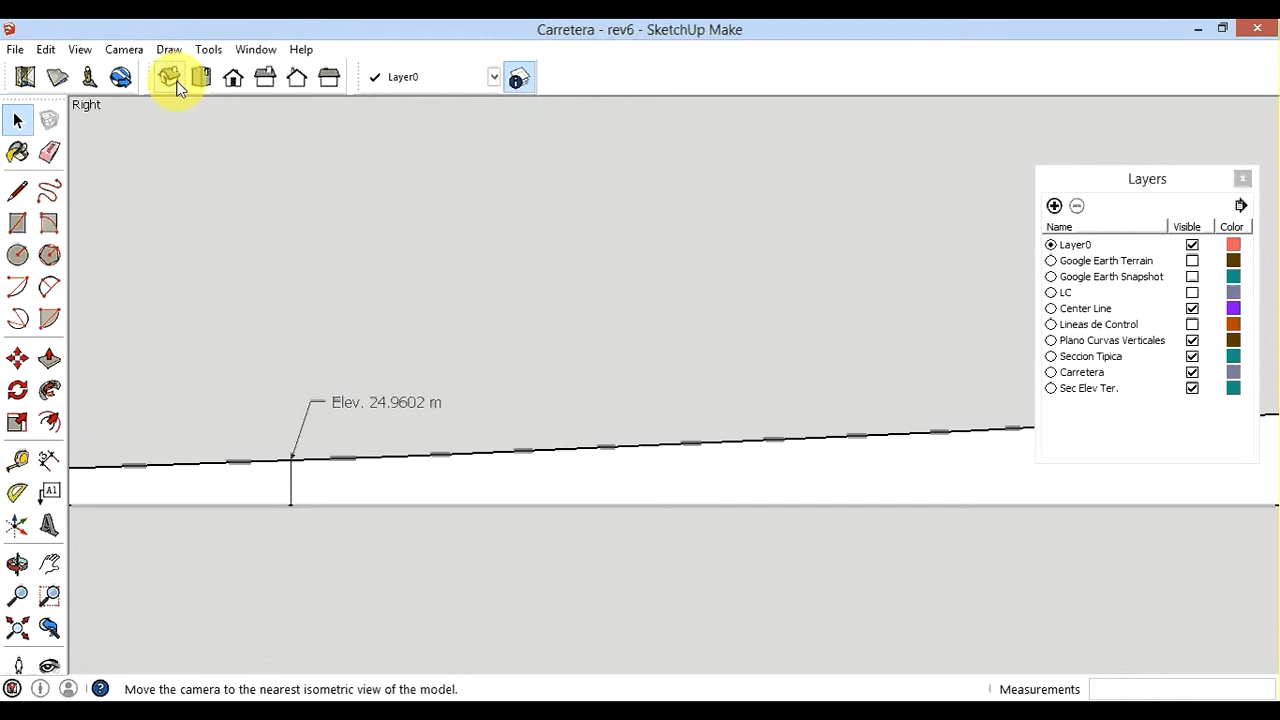 Carretera - rev6 - SketchUp Make
File Edit View Camera Draw Tools Window Help
Layer0
Right
Layers
Name Visible Color
Layer0
Google Earth Terrain
Google Earth Snapshot
LC
Center Line
Lineas de Control
Plano Curvas Verticales
Seccion Tipica
Carretera
Sec Elev Ter.
Elev. 24.9602 m
A1
Move the camera to the nearest isometric view of the model.
Measurements